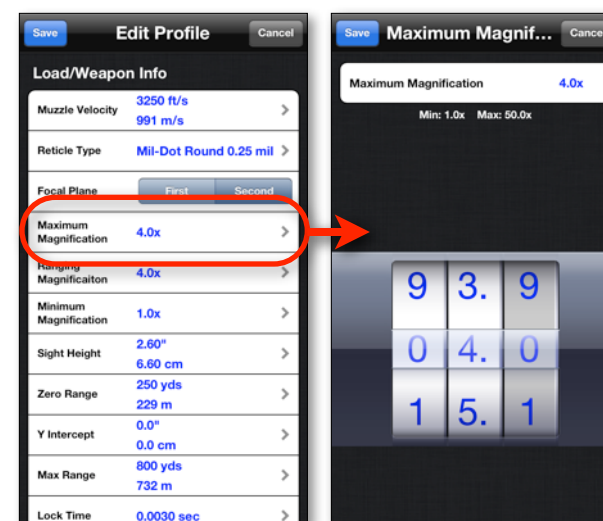 Save Edit Profile Cancel
Load/Weapon Info
Muzzle Velocity
3250 ft/s
991 m/s
Reticle Type Mil-Dot Round 0.25 mil
Focal Plane First Second
Maximum
Magnification
4.0x
Ranging
Magnificaiton
4.0x
Minimum
Magnification
1.0x
Sight Height
2.60"
6.60 cm
Zero Range
250 yds
229 m
Y Intercept
0.0"
0.0 cm
Max Range
800 yds
732 m
Lock Time 0.0030 sec
Save Maximum Magnif... Cance
Maximum Magnification 4.0x
Min: 1.0x Max: 50.0x
9 3. 9
0 4. 0
1 5. 1